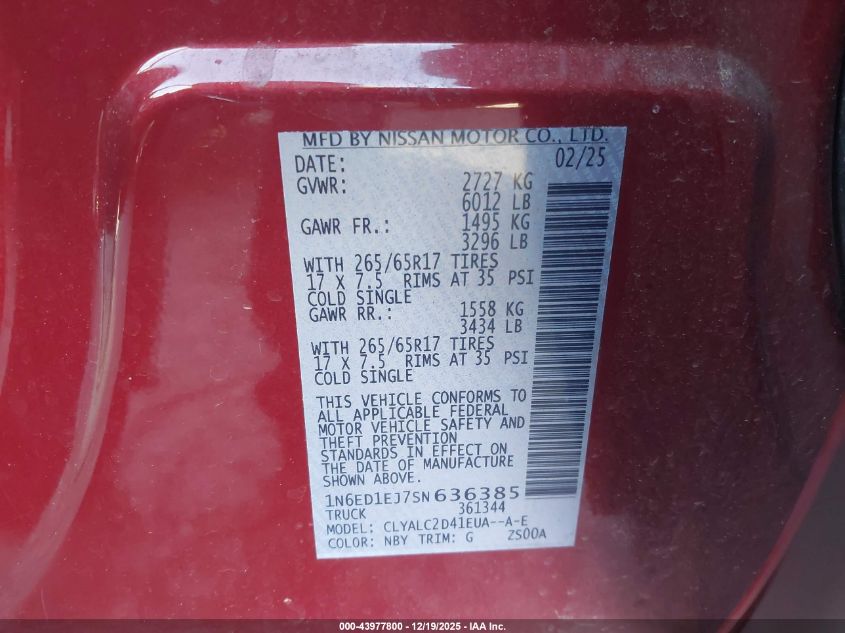 MFD BY NISSAN MOTOR CO., LTD.
DATE: 02/25
GVWR: 2727 KG
6012 LB
GAWR FR.: 1495 KG
3296 LB
WITH 265/65R17 TIRES
17 X 7.5 RIMS AT 35 PSI
COLD SINGLE
GAWR RR.: 1558 KG
3434 LB
WITH 265/65R17 TIRES
17 X 7.5 RIMS AT 35 PSI
COLD SINGLE
THIS VEHICLE CONFORMS TO
ALL APPLICABLE FEDERAL
MOTOR VEHICLE SAFETY AND
THEFT PREVENTION
STANDARDS IN EFFECT ON
THE DATE OF MANUFACTURE
SHOWN ABOVE.
1N6ED1EJ7SN636385
TRUCK 361344
MODEL: CLYALC2D41EUA--A-E
COLOR: NBY TRIM: G ZS00A
000-43977800 - 12/19/2025 - IAA Inc.